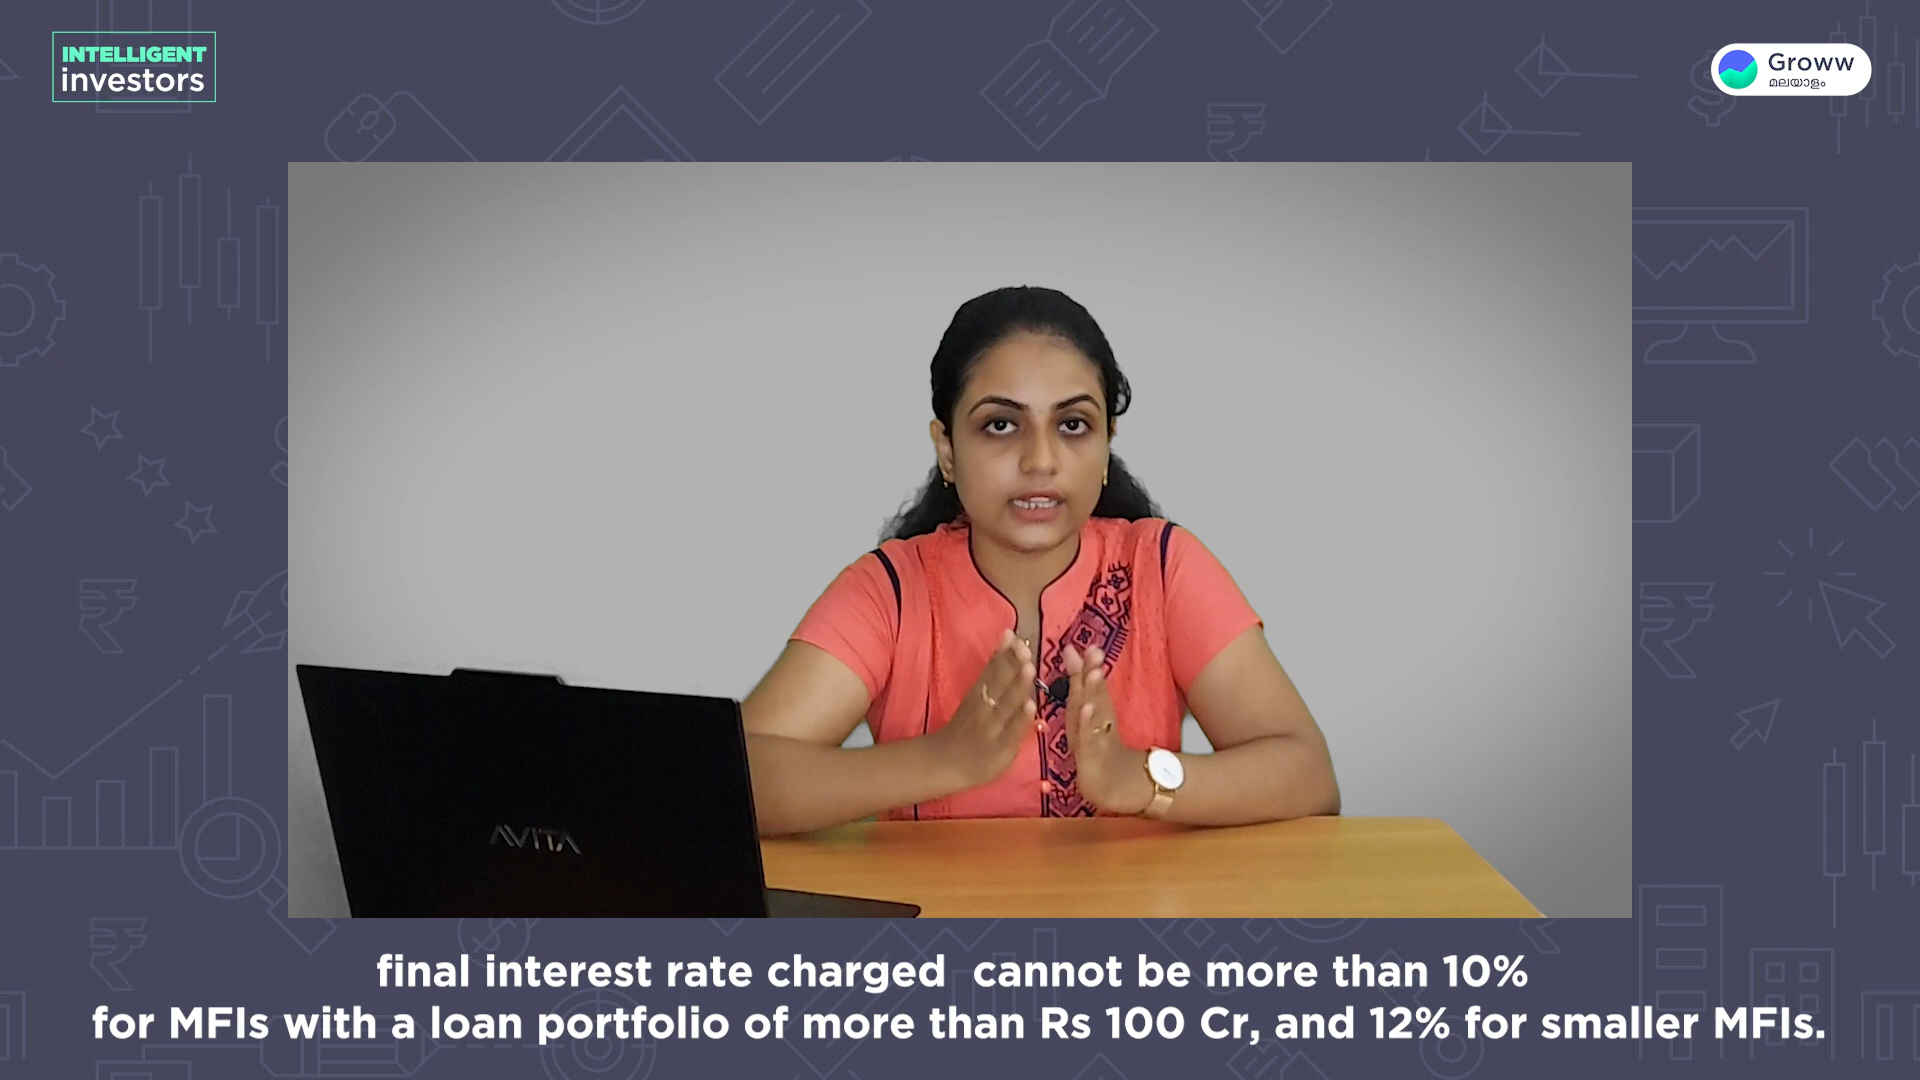 INTELLIGENT
investors
Groww
മലയാളം
AVITA
final interest rate charged  cannot be more than 10%
for MFIs with a loan portfolio of more than Rs 100 Cr, and 12% for smaller MFIs.